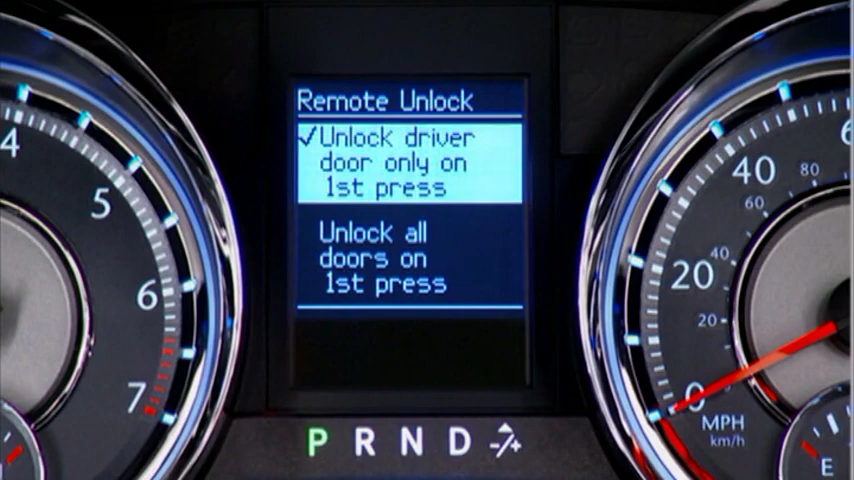 Remote Unlock
✓Unlock driver
door only on
1st press
Unlock all
doors on
1st press
4
5
6
7
P R N D -/+
6
40
20
0
80
60
40
20
MPH
km/h
E